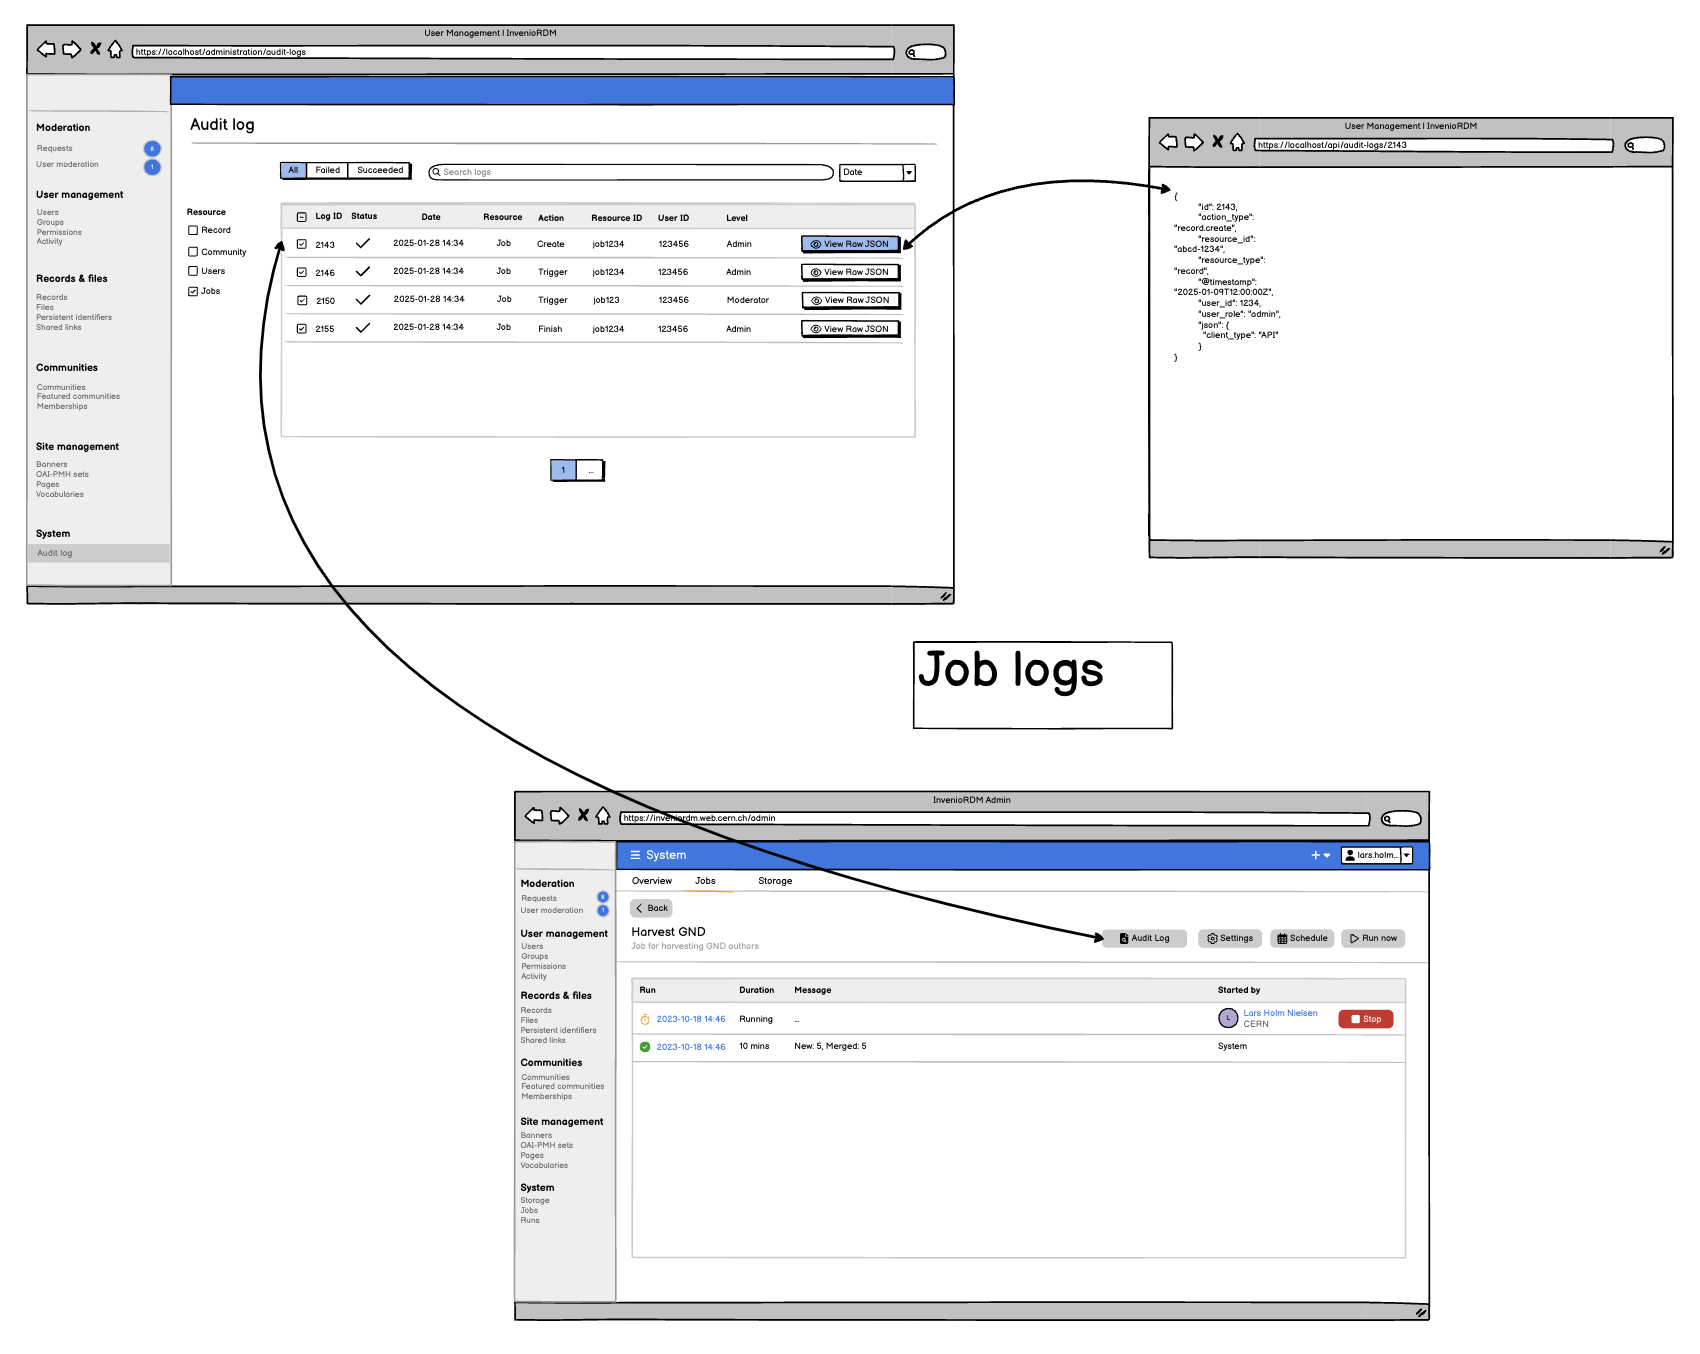 User Management | InvenioRDM
https://localhost/administration/audit-logs
Moderation
Requests 8
User moderation 1
User management
Users
Groups
Permissions
Activity
Records & files
Records
Files
Persistent identifiers
Shared links
Communities
Communities
Featured communities
Memberships
Site management
Banners
OAI-PMH sets
Pages
Vocabularies
System
Audit log
Audit log
All Failed Succeeded Search logs Date
Resource
Record
Community
Users
Jobs
Log ID Status Date Resource Action Resource ID User ID Level
2143 2025-01-28 14:34 Job Create job1234 123456 Admin View Raw JSON
2146 2025-01-28 14:34 Job Trigger job1234 123456 Admin View Raw JSON
2150 2025-01-28 14:34 Job Trigger job123 123456 Moderator View Raw JSON
2155 2025-01-28 14:34 Job Finish job1234 123456 Admin View Raw JSON
1 ...
User Management | InvenioRDM
https://localhost/api/audit-logs/2143
{
"id": 2143,
"action_type":
"record.create",
"resource_id":
"abcd-1234",
"resource_type":
"record",
"@timestamp":
"2025-01-09T12:00:00Z",
"user_id": 1234,
"user_role": "admin",
"json": {
"client_type": "API"
}
}
Job logs
InvenioRDM Admin
https://inveniordm.web.cern.ch/admin
Moderation
Requests 8
User moderation 1
User management
Users
Groups
Permissions
Activity
Records & files
Records
Files
Persistent identifiers
Shared links
Communities
Communities
Featured communities
Memberships
Site management
Banners
OAI-PMH sets
Pages
Vocabularies
System
Storage
Jobs
Runs
System + lars.holm...
Overview Jobs Storage
Back
Harvest GND
Job for harvesting GND authors
Audit Log Settings Schedule Run now
Run Duration Message Started by
2023-10-18 14:46 Running ... L Lars Holm Nielsen Stop
CERN
2023-10-18 14:46 10 mins New: 5, Merged: 5 System